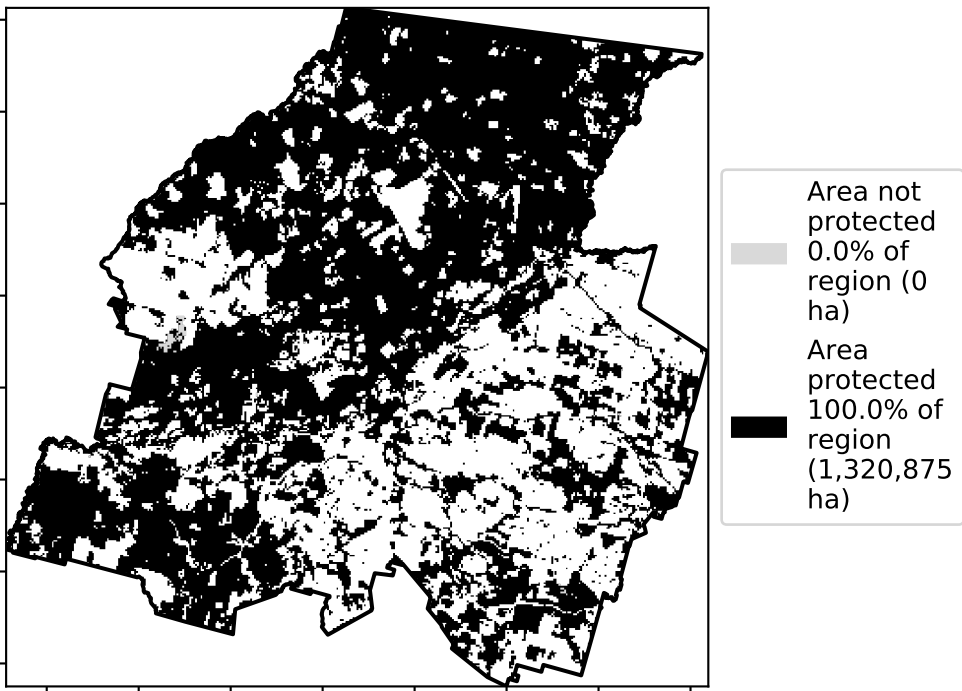 Area not
protected
0.0% of
region (0
ha)
Area
protected
100.0% of
region
(1,320,875
ha)